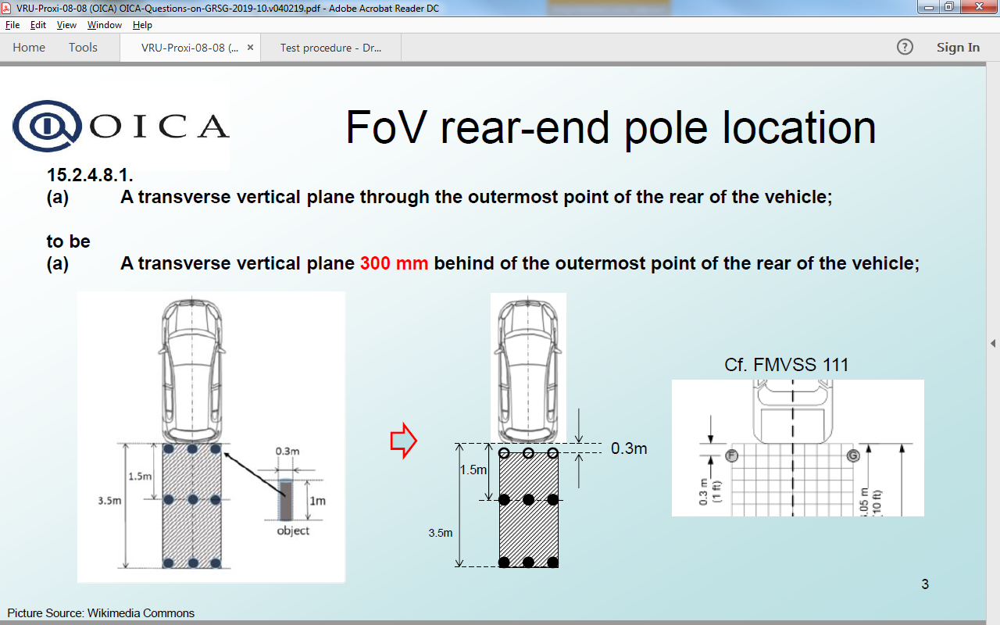 VRU-Proxi-08-08 (OICA) OICA-Questions-on-GRSG-2019-10.v040219.pdf - Adobe Acrobat Reader DC
File Edit View Window Help
Home Tools VRU-Proxi-08-08 (... × Test procedure - Dr... ? Sign In
OICA
FoV rear-end pole location
15.2.4.8.1.
(a) A transverse vertical plane through the outermost point of the rear of the vehicle;
to be
(a) A transverse vertical plane 300 mm behind of the outermost point of the rear of the vehicle;
1.5m
3.5m
0.3m
1m
object
0.3m
1.5m
3.5m
Cf. FMVSS 111
F
G
0.3 m
(1 ft)
.05 m
(10 ft)
3
Picture Source: Wikimedia Commons